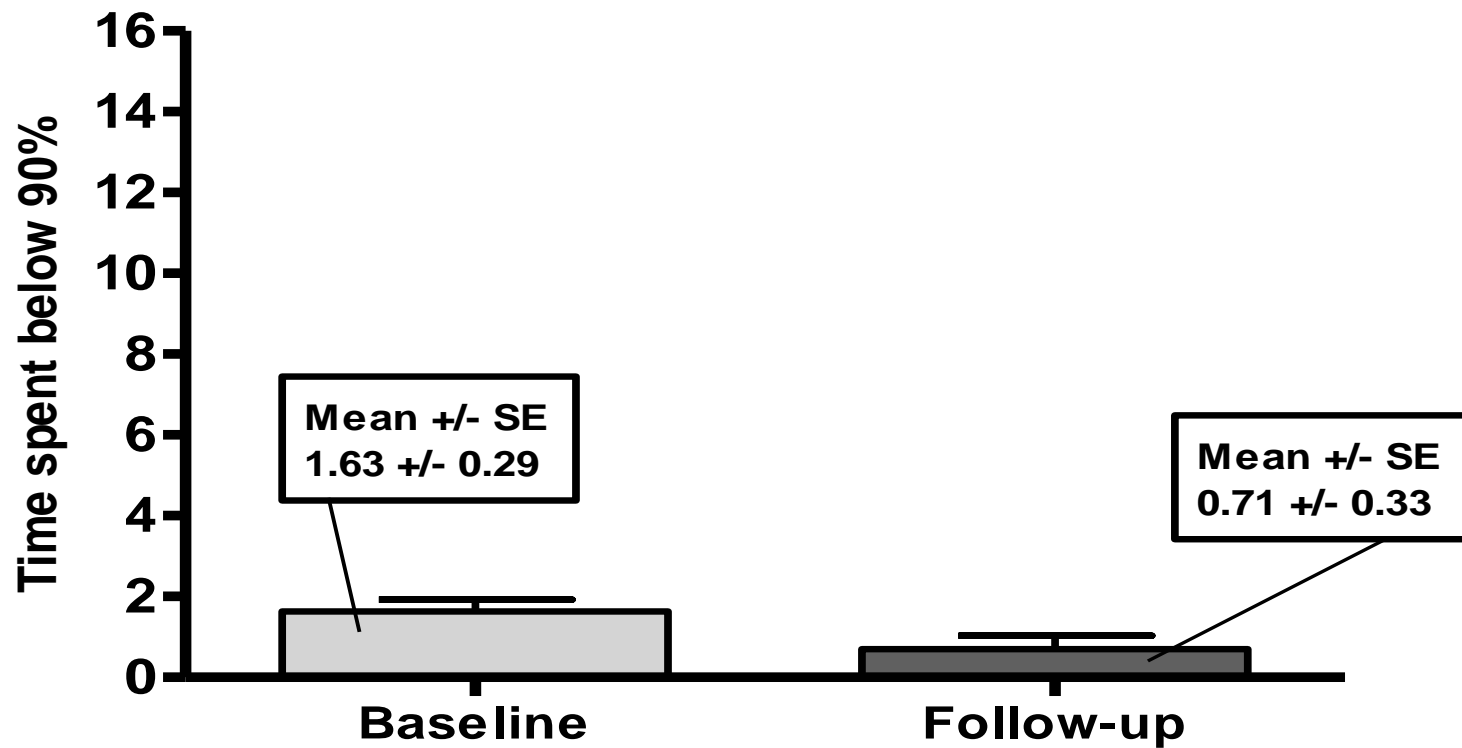 Time spent below 90%
16
14
12
10
8
6
4
2
0
Mean +/- SE
1.63 +/- 0.29
Mean +/- SE
0.71 +/- 0.33
Baseline
Follow-up